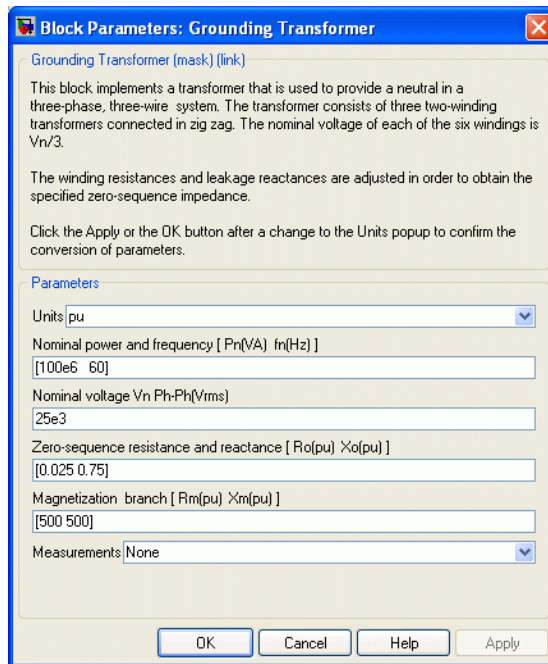 Block Parameters: Grounding Transformer
Grounding Transformer (mask) (link)
This block implements a transformer that is used to provide a neutral in a
three-phase, three-wire system. The transformer consists of three two-winding
transformers connected in zig zag. The nominal voltage of each of the six windings is
Vn/3.
The winding resistances and leakage reactances are adjusted in order to obtain the
specified zero-sequence impedance.
Click the Apply or the OK button after a change to the Units popup to confirm the
conversion of parameters.
Parameters
Units pu
Nominal power and frequency [ Pn(VA) fn(Hz) ]
[100e6 60]
Nominal voltage Vn Ph-Ph(Vrms)
25e3
Zero-sequence resistance and reactance [ Ro(pu) Xo(pu) ]
[0.025 0.75]
Magnetization branch [ Rm(pu) Xm(pu) ]
[500 500]
Measurements None
OK Cancel Help Apply